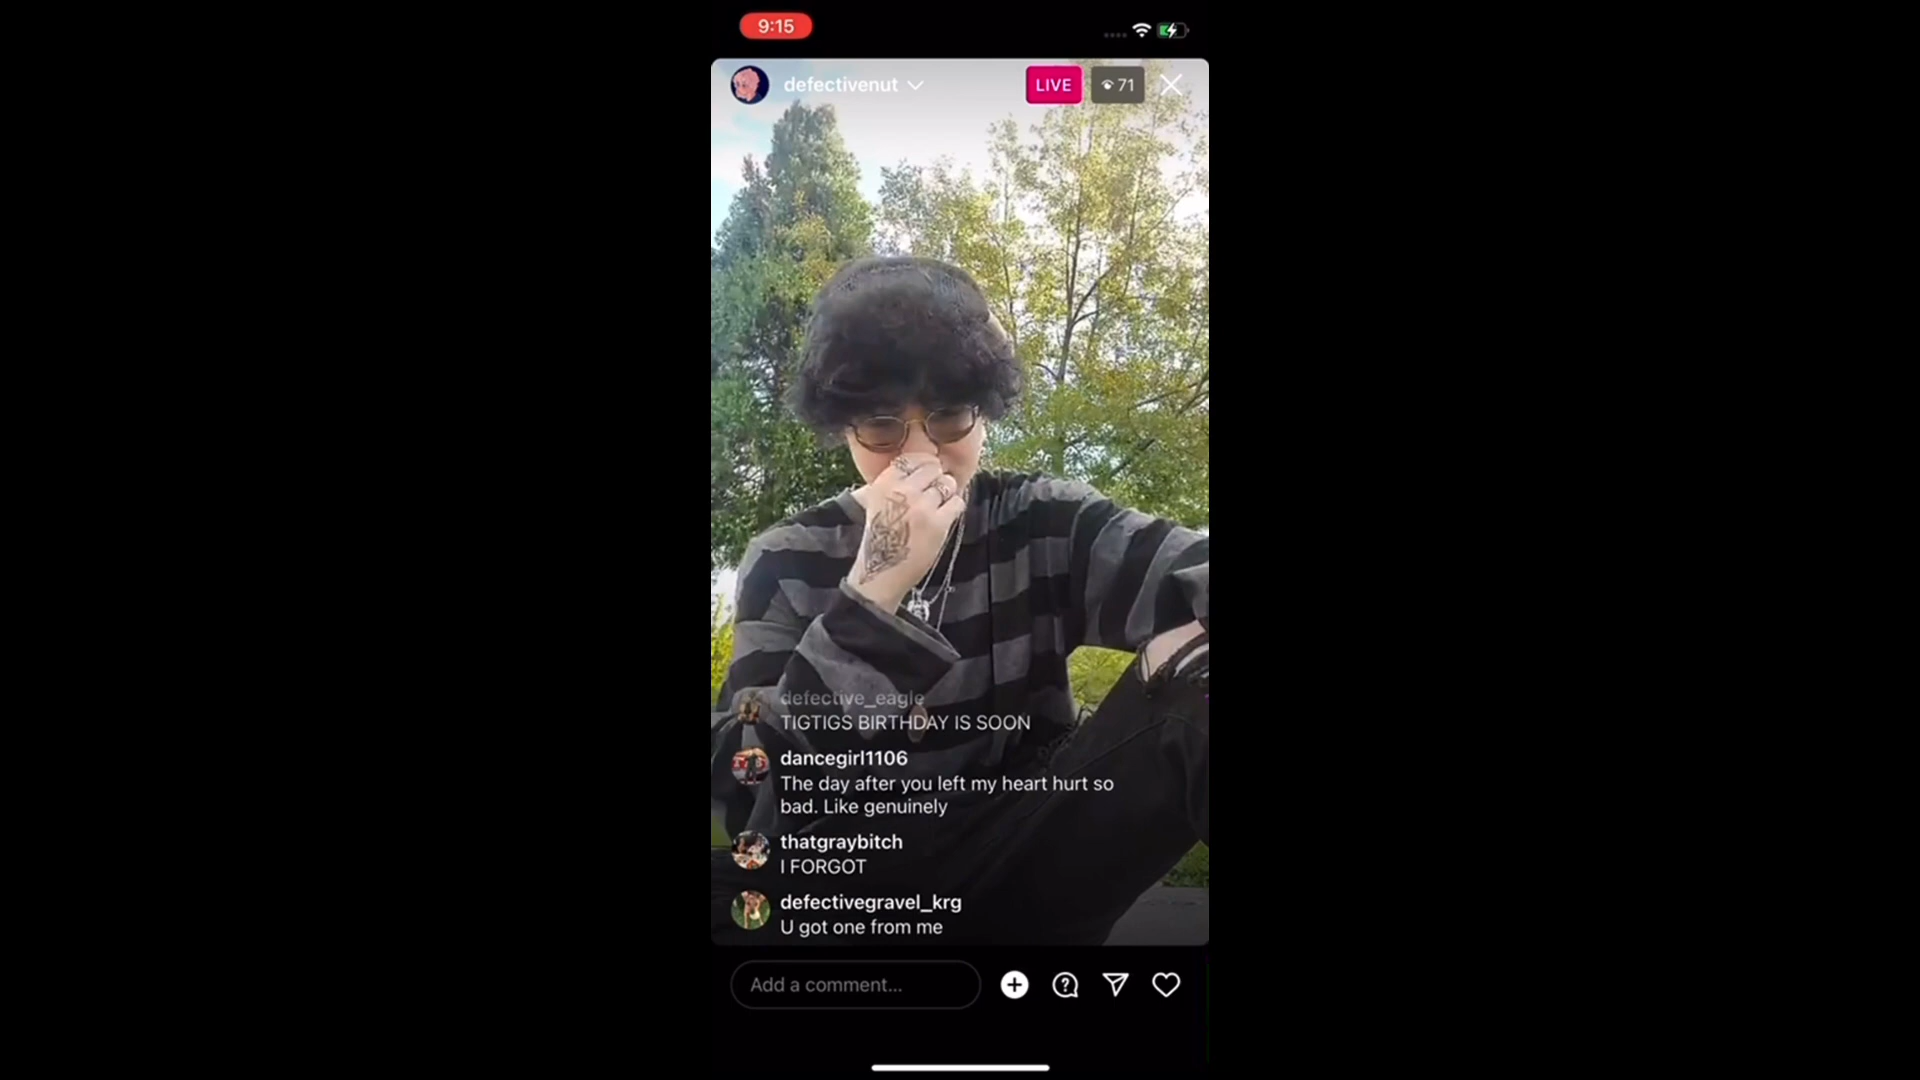 9:15
defectivenut
LIVE
71
defective_eagle
TIGTIGS BIRTHDAY IS SOON
dancegirl1106
The day after you left my heart hurt so
bad. Like genuinely
thatgraybitch
I FORGOT
defectivegravel_krg
U got one from me
Add a comment...